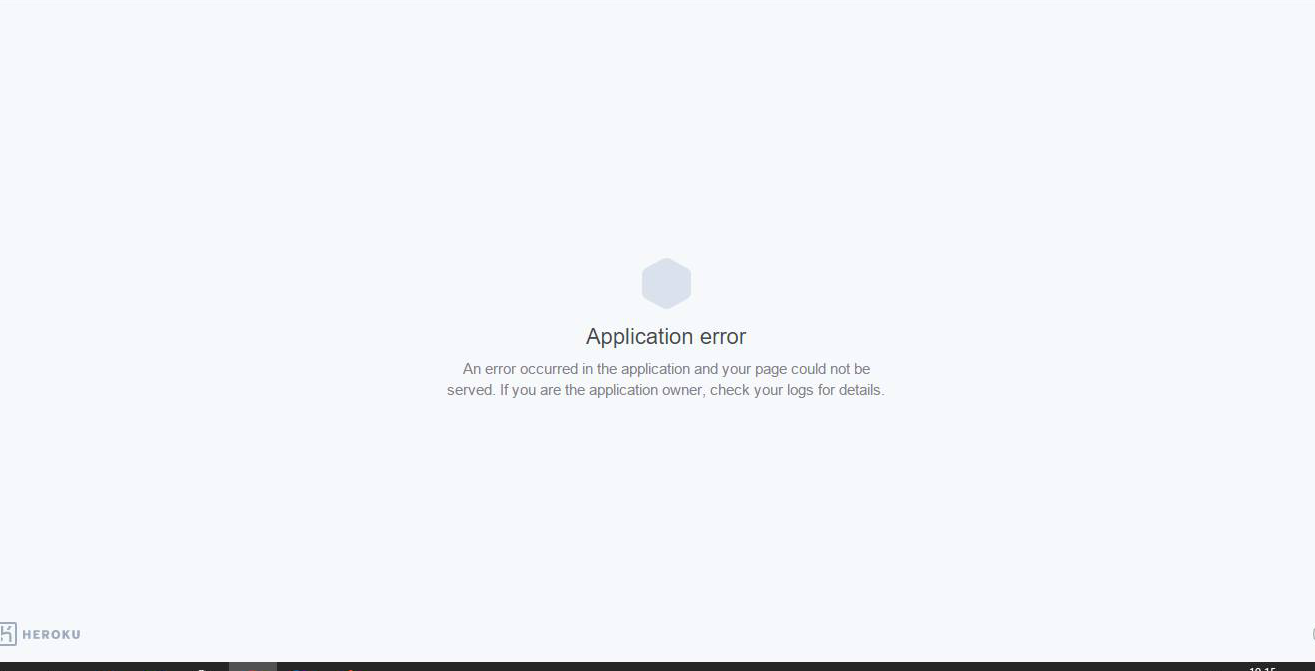 Application error
An error occurred in the application and your page could not be
served. If you are the application owner, check your logs for details.
HEROKU